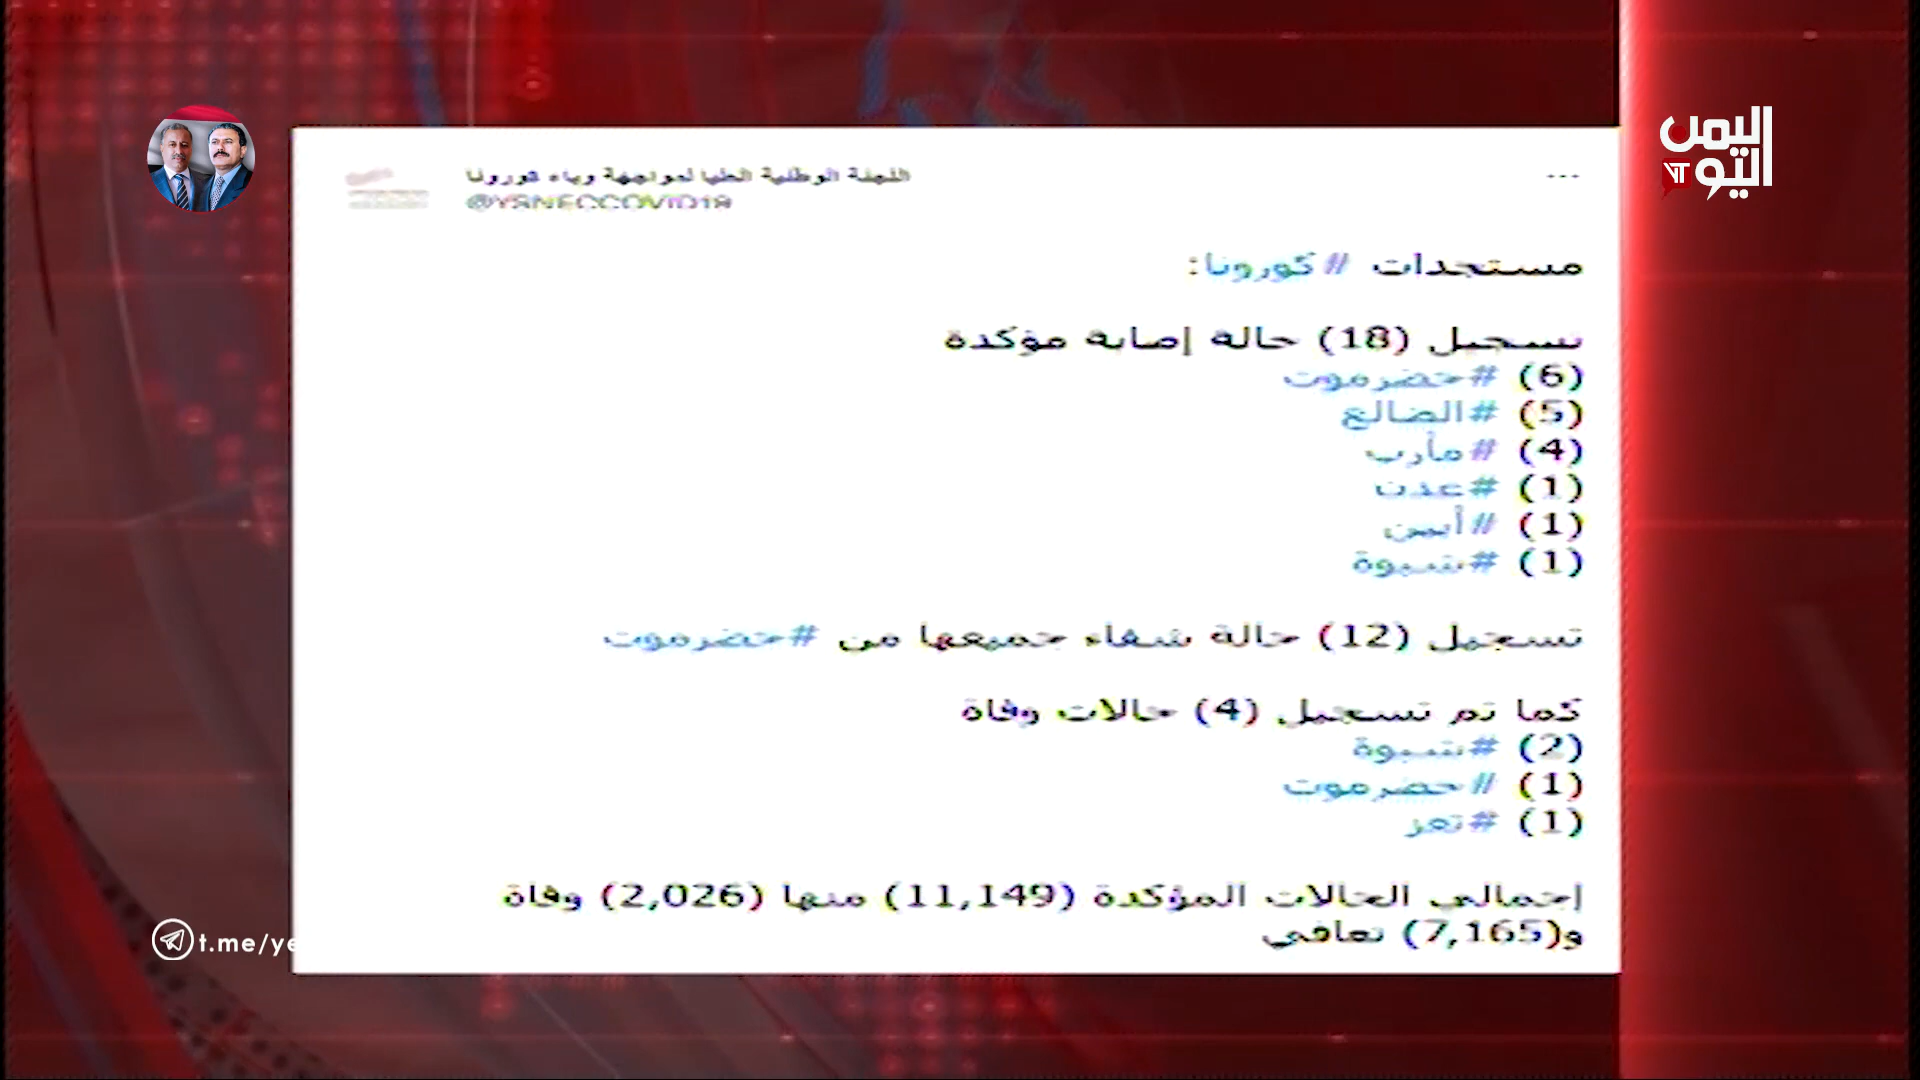 اليمن
اليوم
YT
اللجنة الوطنية العليا لمواجهة وباء كورونا
@YSNECCOVID19
مستجدات #كورونا:
تسجيل (18) حالة إصابة مؤكدة
(6) #حضرموت
(5) #الضالع
(4) #مأرب
(1) #عدن
(1) #أبين
(1) #شبوة
تسجيل (12) حالة شفاء جميعها من #حضرموت
كما تم تسجيل (4) حالات وفاة
(2) #شبوة
(1) #حضرموت
(1) #تعز
إجمالي الحالات المؤكدة (11,149) منها (2,026) وفاة
و(7,165) تعافي
t.me/ye